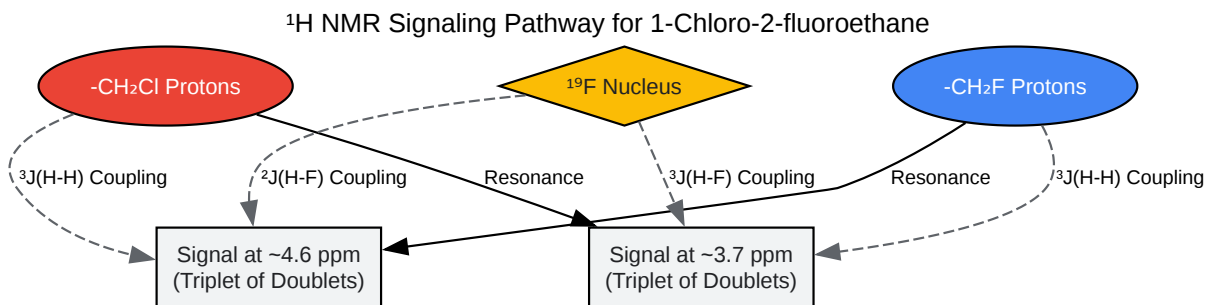 ¹H NMR Signaling Pathway for 1-Chloro-2-fluoroethane
-CH₂Cl Protons
¹⁹F Nucleus
-CH₂F Protons
³J(H-H) Coupling
²J(H-F) Coupling
Resonance
³J(H-F) Coupling
Resonance
³J(H-H) Coupling
Signal at ~4.6 ppm
(Triplet of Doublets)
Signal at ~3.7 ppm
(Triplet of Doublets)